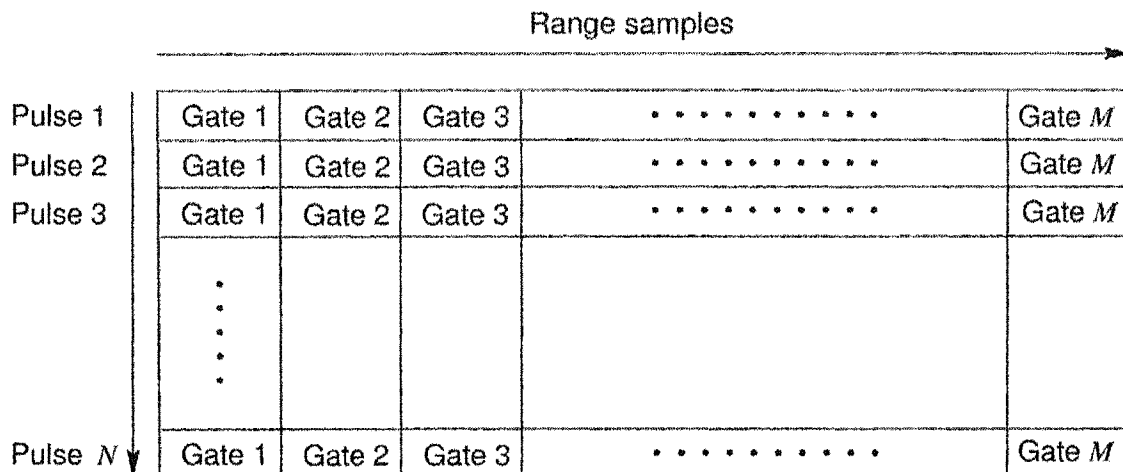 Range samples
Pulse 1 Gate 1 Gate 2 Gate 3 . . . . . . . . . . Gate M
Pulse 2 Gate 1 Gate 2 Gate 3 . . . . . . . . . . Gate M
Pulse 3 Gate 1 Gate 2 Gate 3 . . . . . . . . . . Gate M
Pulse N Gate 1 Gate 2 Gate 3 . . . . . . . . . . Gate M